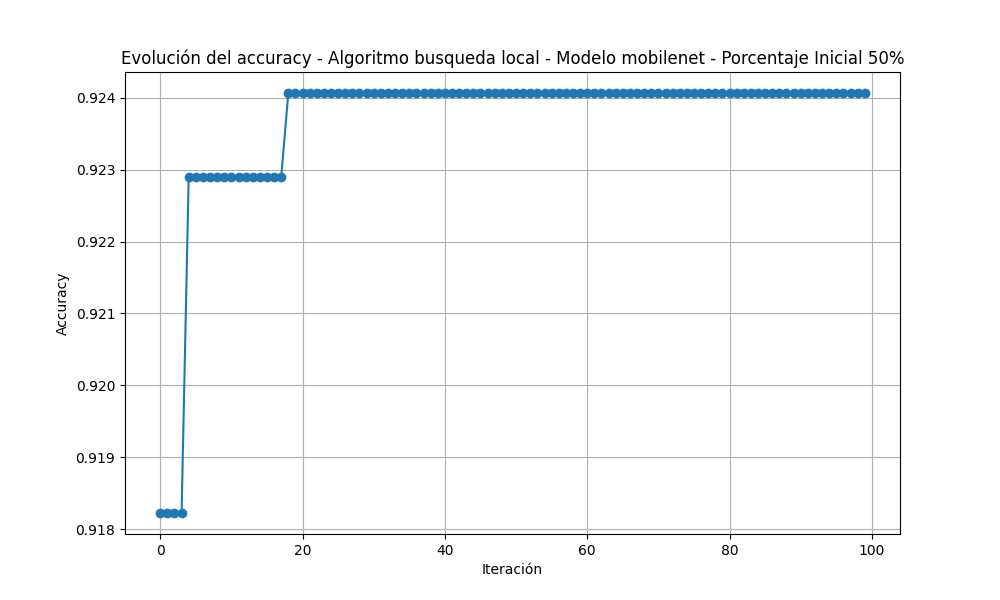 Evolución del accuracy - Algoritmo busqueda local - Modelo mobilenet - Porcentaje Inicial 50%
0.924
0.923
0.922
0.921
0.920
0.919
0.918
Accuracy
0 20 40 60 80 100
Iteración